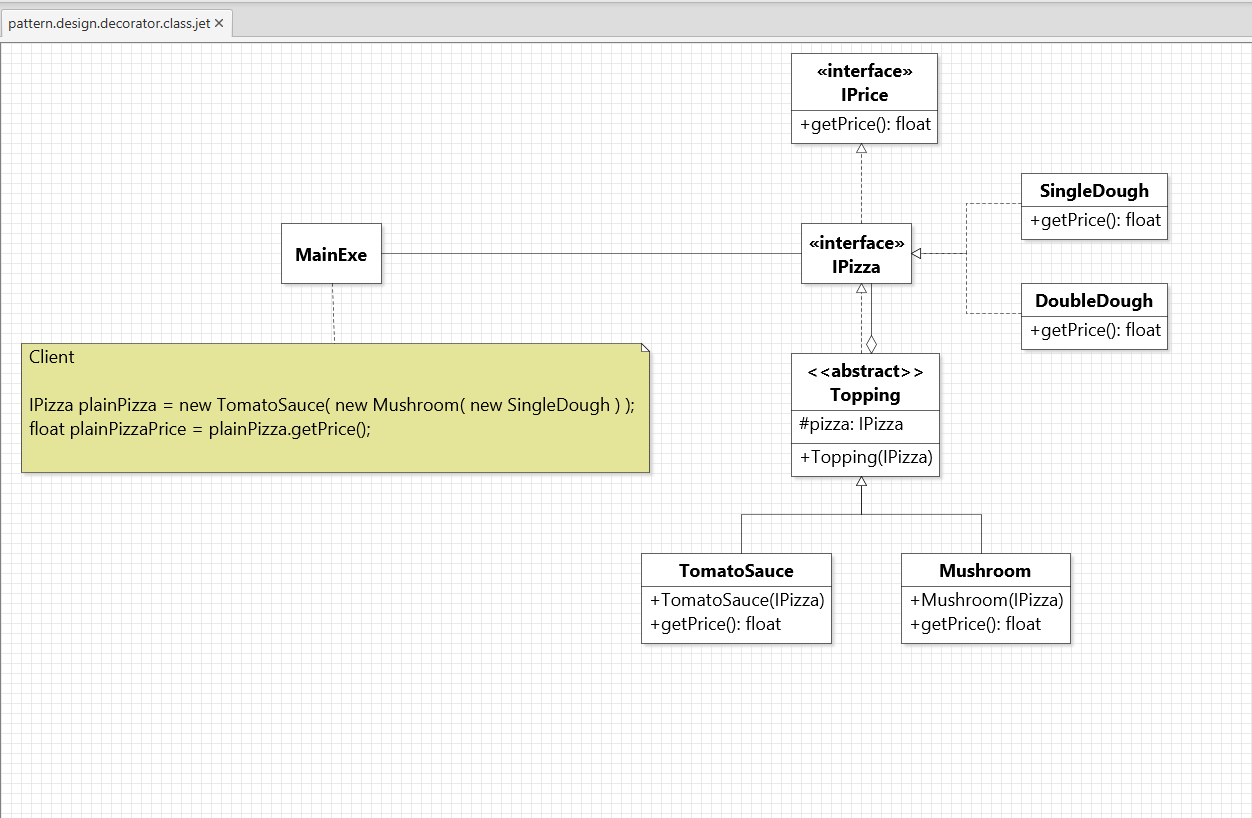 pattern.design.decorator.class.jet ×
«interface»
IPrice
+getPrice(): float
SingleDough
+getPrice(): float
MainExe
«interface»
IPizza
DoubleDough
+getPrice(): float
Client
IPizza plainPizza = new TomatoSauce( new Mushroom( new SingleDough ) );
float plainPizzaPrice = plainPizza.getPrice();
<<abstract>>
Topping
#pizza: IPizza
+Topping(IPizza)
TomatoSauce
+TomatoSauce(IPizza)
+getPrice(): float
Mushroom
+Mushroom(IPizza)
+getPrice(): float